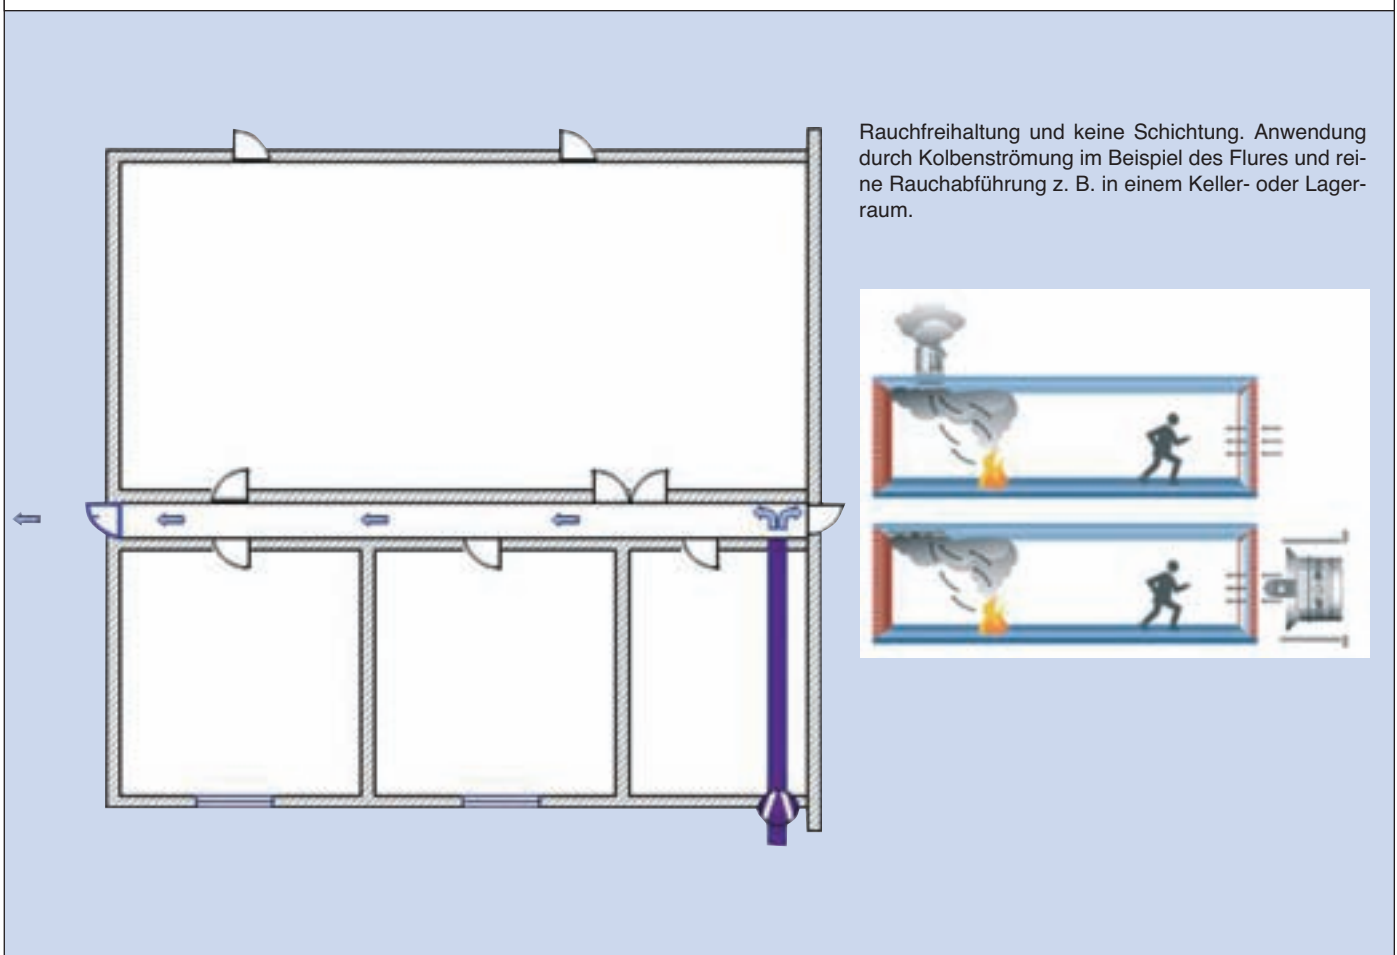 Rauchfreihaltung und keine Schichtung. Anwendung
durch Kolbenströmung im Beispiel des Flures und rei-
ne Rauchabführung z. B. in einem Keller- oder Lager-
raum.